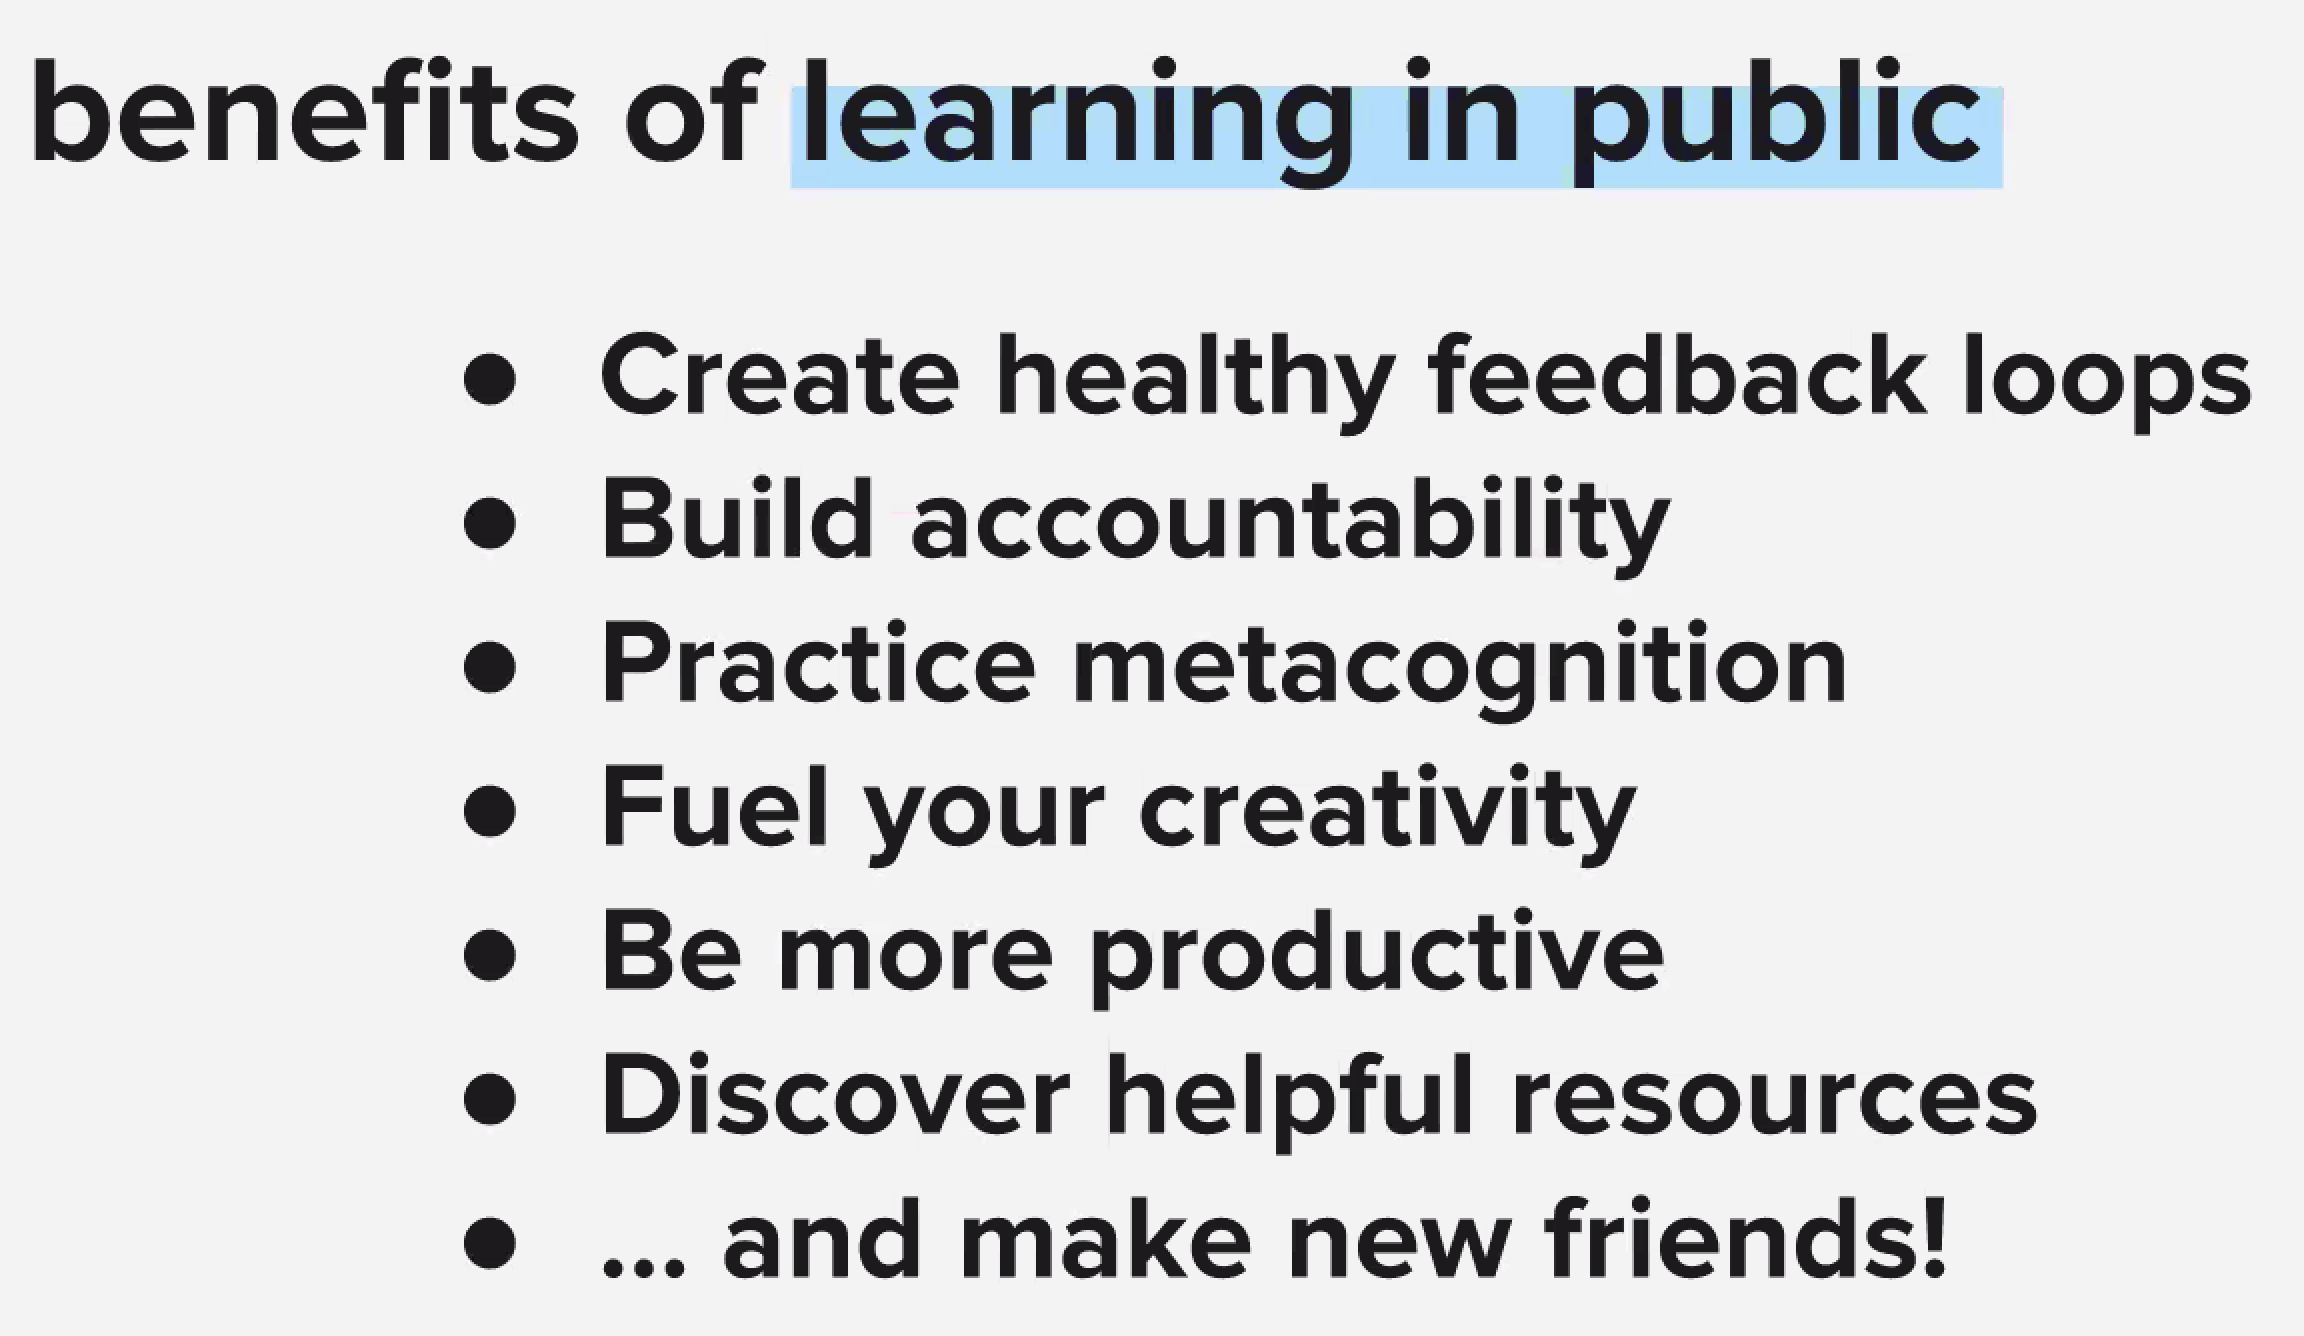 benefits of learning in public
● Create healthy feedback loops
● Build accountability
● Practice metacognition
● Fuel your creativity
● Be more productive
● Discover helpful resources
● ... and make new friends!